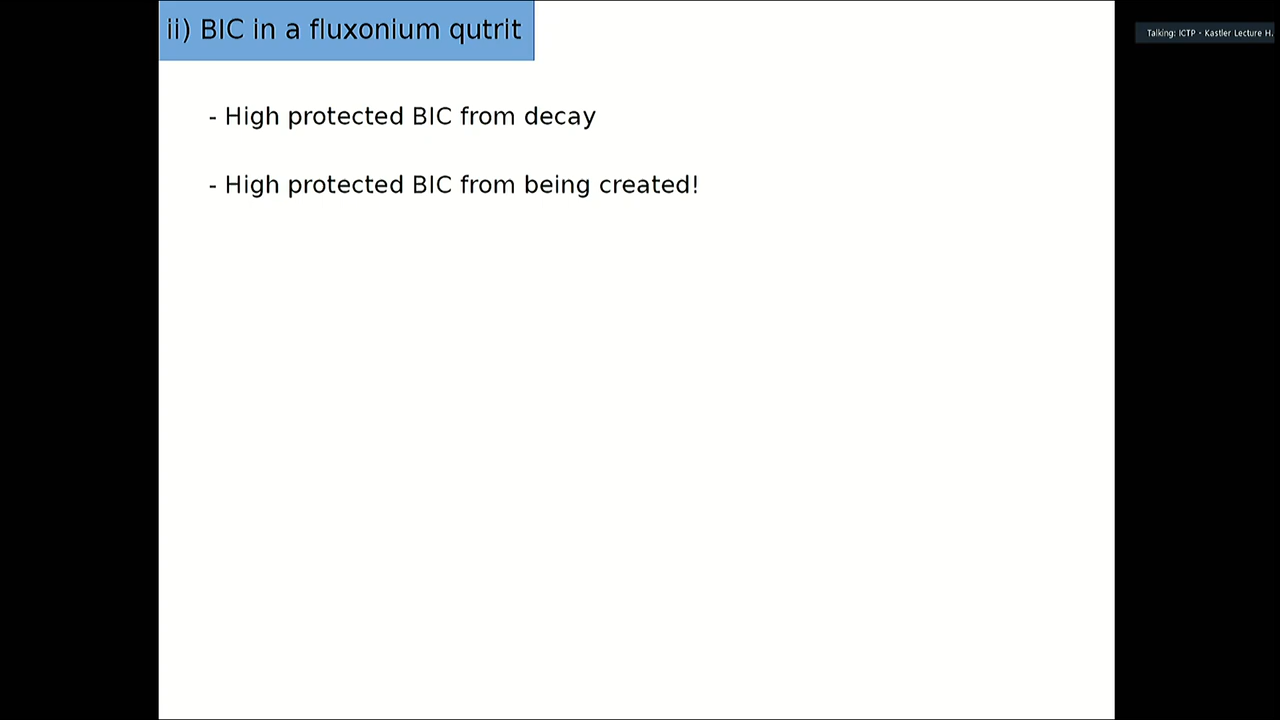 ii) BIC in a fluxonium qutrit
Talking: ICTP - Kastler Lecture H.
- High protected BIC from decay
- High protected BIC from being created!